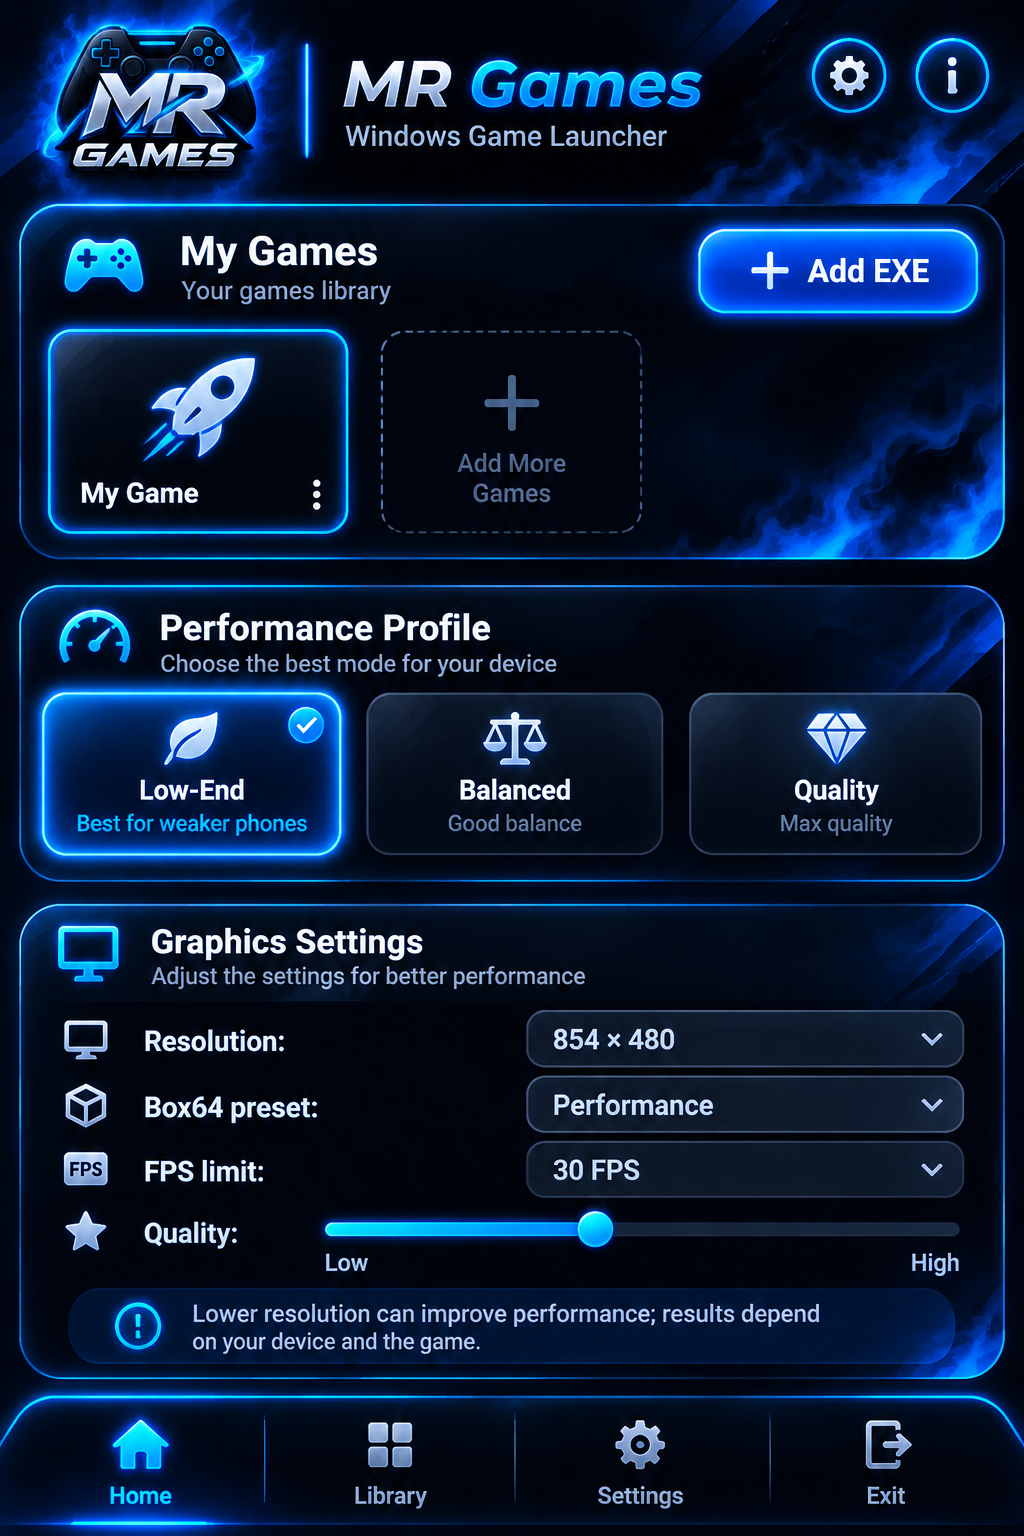 MR
GAMES
MR Games
Windows Game Launcher
My Games
Your games library
Add EXE
My Game
Add More
Games
Performance Profile
Choose the best mode for your device
Low-End
Best for weaker phones
Balanced
Good balance
Quality
Max quality
Graphics Settings
Adjust the settings for better performance
Resolution:
854 × 480
Box64 preset:
Performance
FPS
FPS limit:
30 FPS
Quality:
Low
High
Lower resolution can improve performance; results depend
on your device and the game.
Home
Library
Settings
Exit